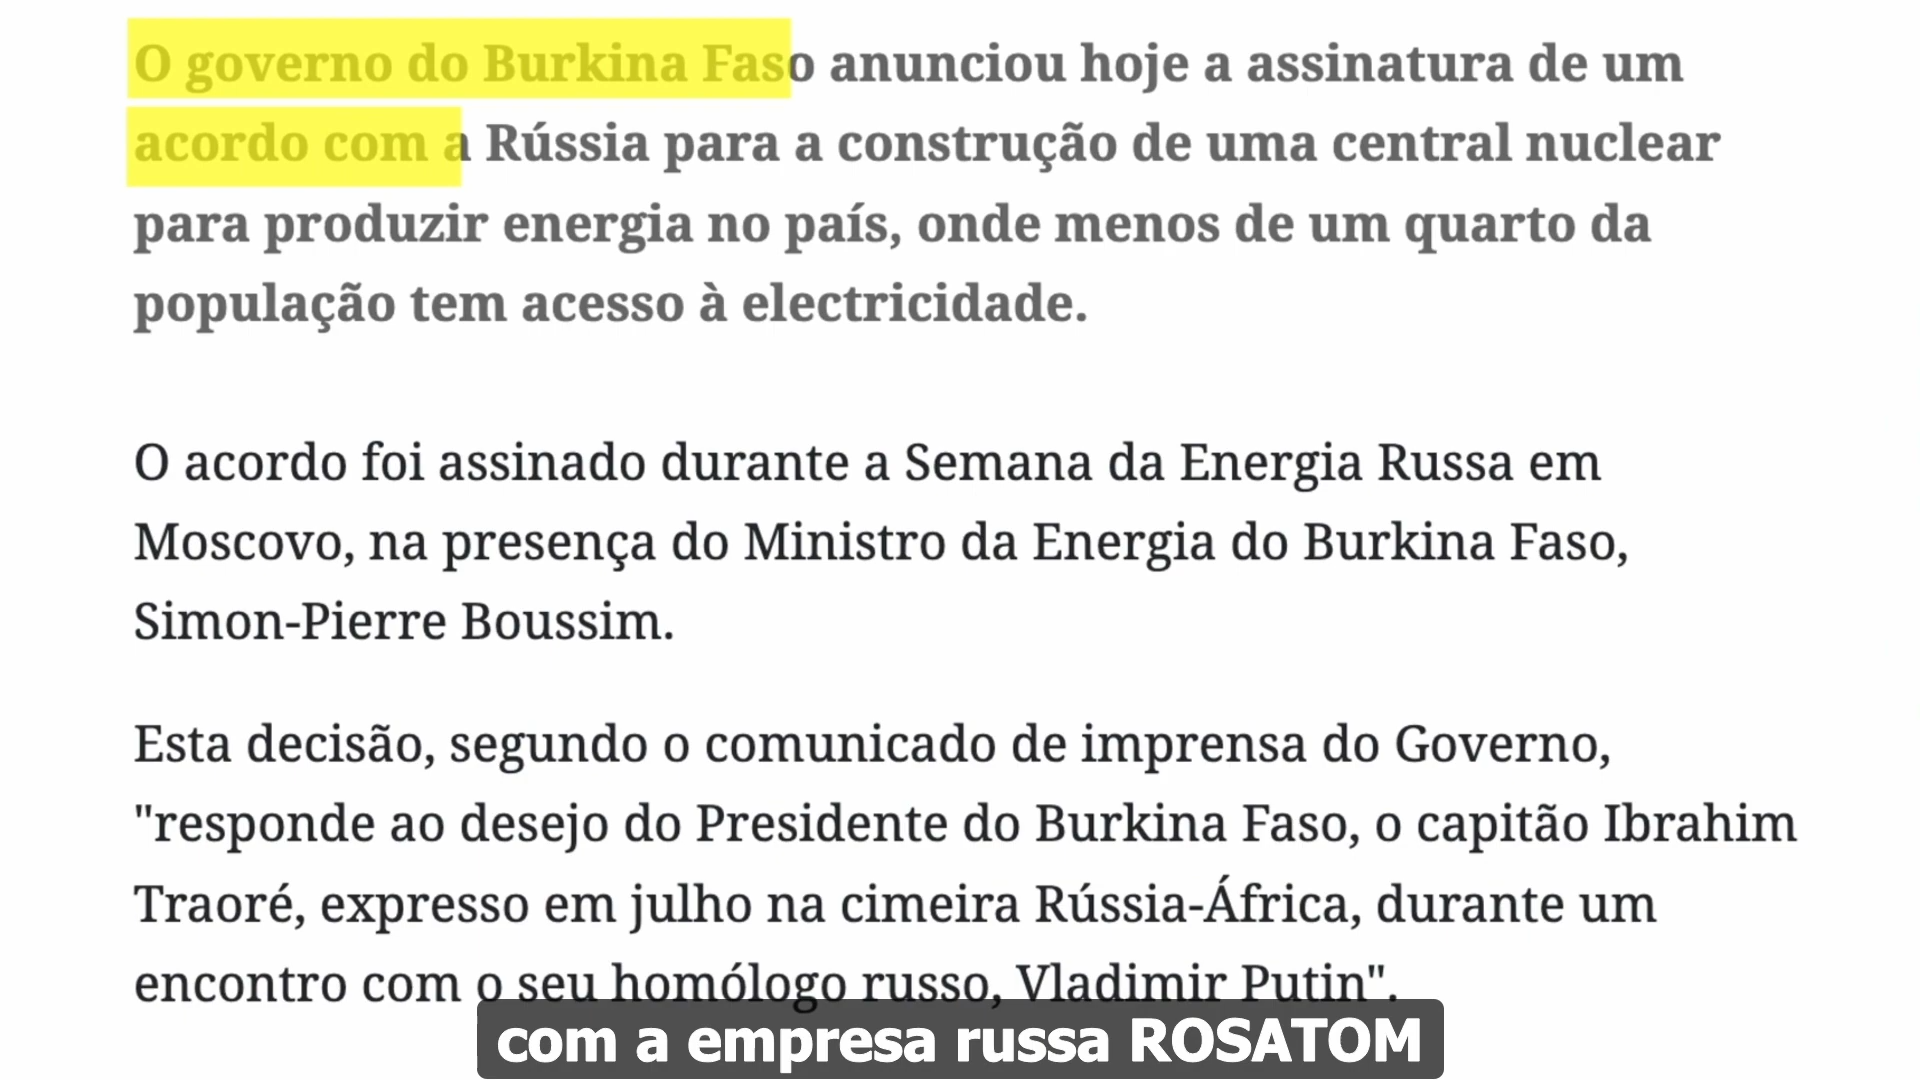 O governo do Burkina Faso anunciou hoje a assinatura de um
acordo com a Rússia para a construção de uma central nuclear
para produzir energia no país, onde menos de um quarto da
população tem acesso à electricidade.
O acordo foi assinado durante a Semana da Energia Russa em
Moscovo, na presença do Ministro da Energia do Burkina Faso,
Simon-Pierre Boussim.
Esta decisão, segundo o comunicado de imprensa do Governo,
"responde ao desejo do Presidente do Burkina Faso, o capitão Ibrahim
Traoré, expresso em julho na cimeira Rússia-África, durante um
encontro com o seu homólogo russo, Vladimir Putin".
com a empresa russa ROSATOM